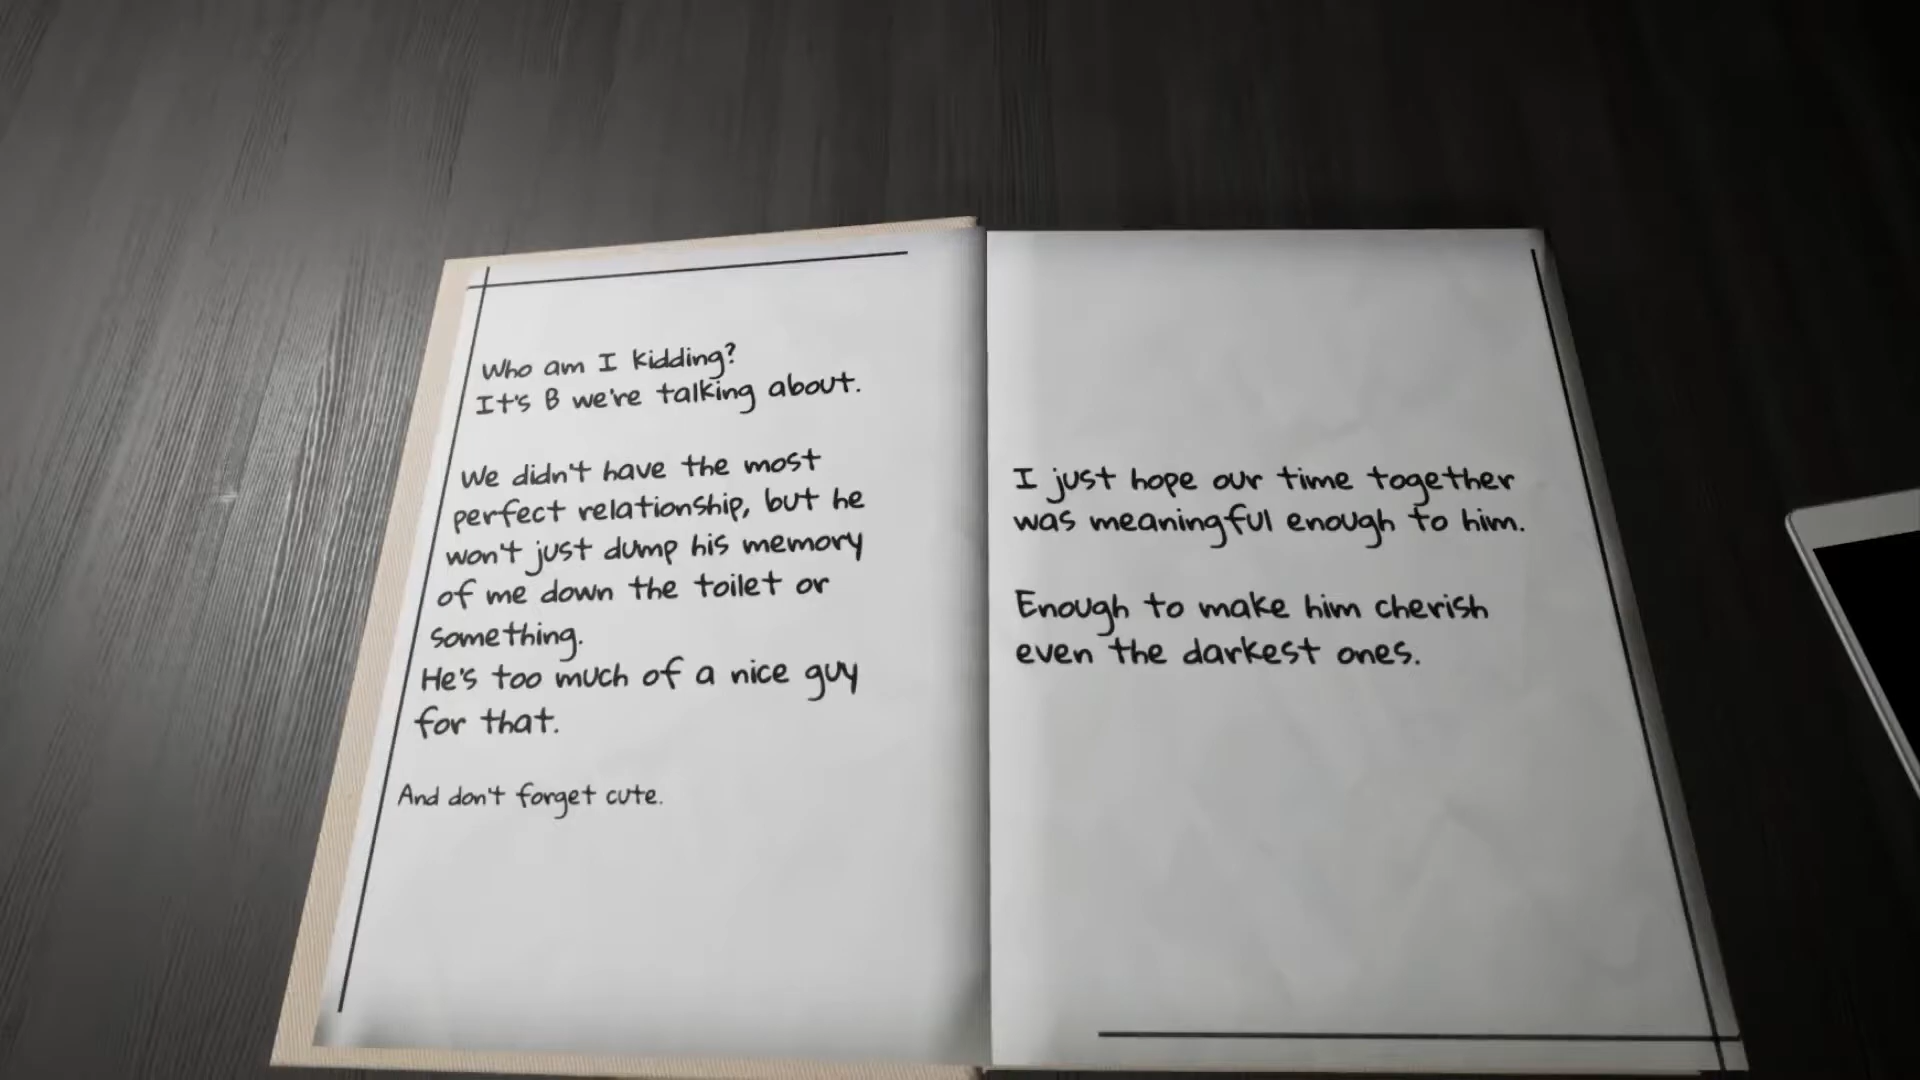 Who am I kidding?
It's B we're talking about.
We didn't have the most
perfect relationship, but he
won't just dump his memory
of me down the toilet or
something.
He's too much of a nice guy
for that.
And don't forget cute.
I just hope our time together
was meaningful enough to him.
Enough to make him cherish
even the darkest ones.